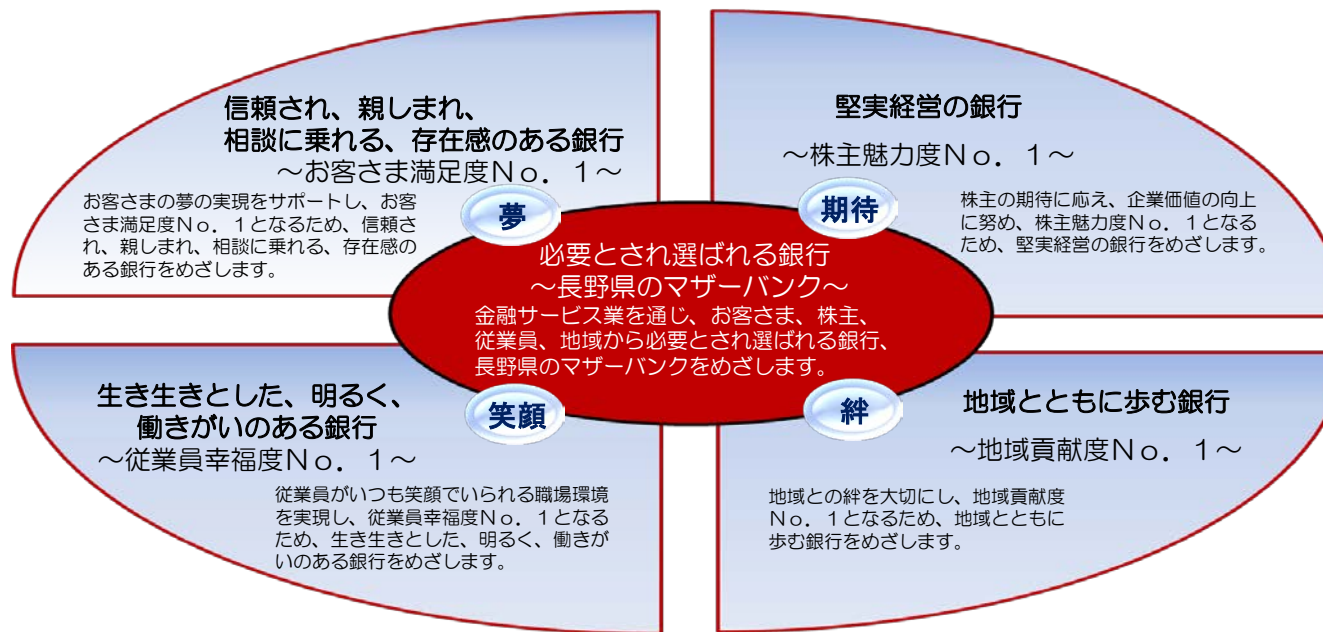 信頼され、親しまれ、
相談に乗れる、存在感のある銀行
～お客さま満足度Ｎｏ．１～
お客さまの夢の実現をサポートし、お客
さま満足度Ｎｏ．１となるため、信頼さ
れ、親しまれ、相談に乗れる、存在感の
ある銀行をめざします。
夢
堅実経営の銀行
～株主魅力度Ｎｏ．１～
株主の期待に応え、企業価値の向上
に努め、株主魅力度Ｎｏ．１となる
ため、堅実経営の銀行をめざします。
期待
必要とされ選ばれる銀行
～長野県のマザーバンク～
金融サービス業を通じ、お客さま、株主、
従業員、地域から必要とされ選ばれる銀行、
長野県のマザーバンクをめざします。
笑顔
生き生きとした、明るく、
働きがいのある銀行
～従業員幸福度Ｎｏ．１～
従業員がいつも笑顔でいられる職場環境
を実現し、従業員幸福度Ｎｏ．１となる
ため、生き生きとした、明るく、働きが
いのある銀行をめざします。
絆
地域とともに歩む銀行
～地域貢献度Ｎｏ．１～
地域との絆を大切にし、地域貢献度
Ｎｏ．１となるため、地域とともに
歩む銀行をめざします。